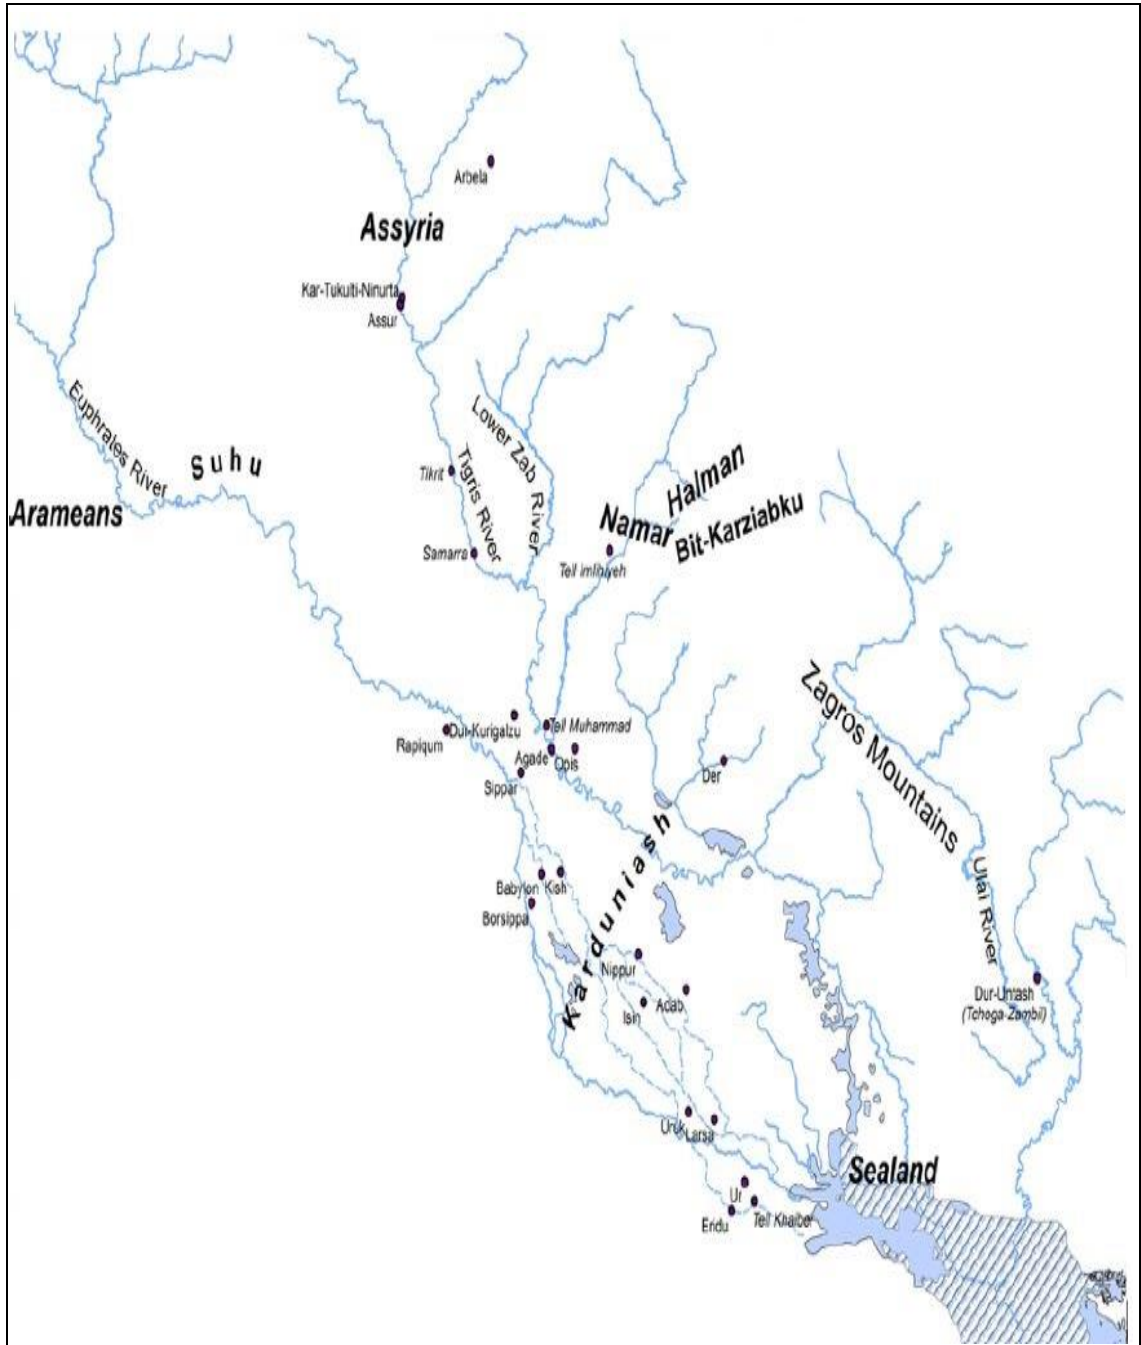 Arbela
Assyria
Kar-Tukulti-Ninurta
Assur
Euphrates River
Suhu
Lower Zab River
Tigris River
Tikrit
Halman
Arameans
Namar
Bit-Karziabku
Samarra
Tell imlihiyeh
Zagros Mountains
Dur-Kurigalzu
Tell Muhammad
Rapiqum
Agade
Opis
Der
Sippar
Karduniash
Babylon
Kish
Borsippa
Ulai River
Nippur
Isin
Adab
Dur-Untash
(Tchoga-Zambil)
Uruk
Larsa
Sealand
Ur
Eridu
Tell Khaiber